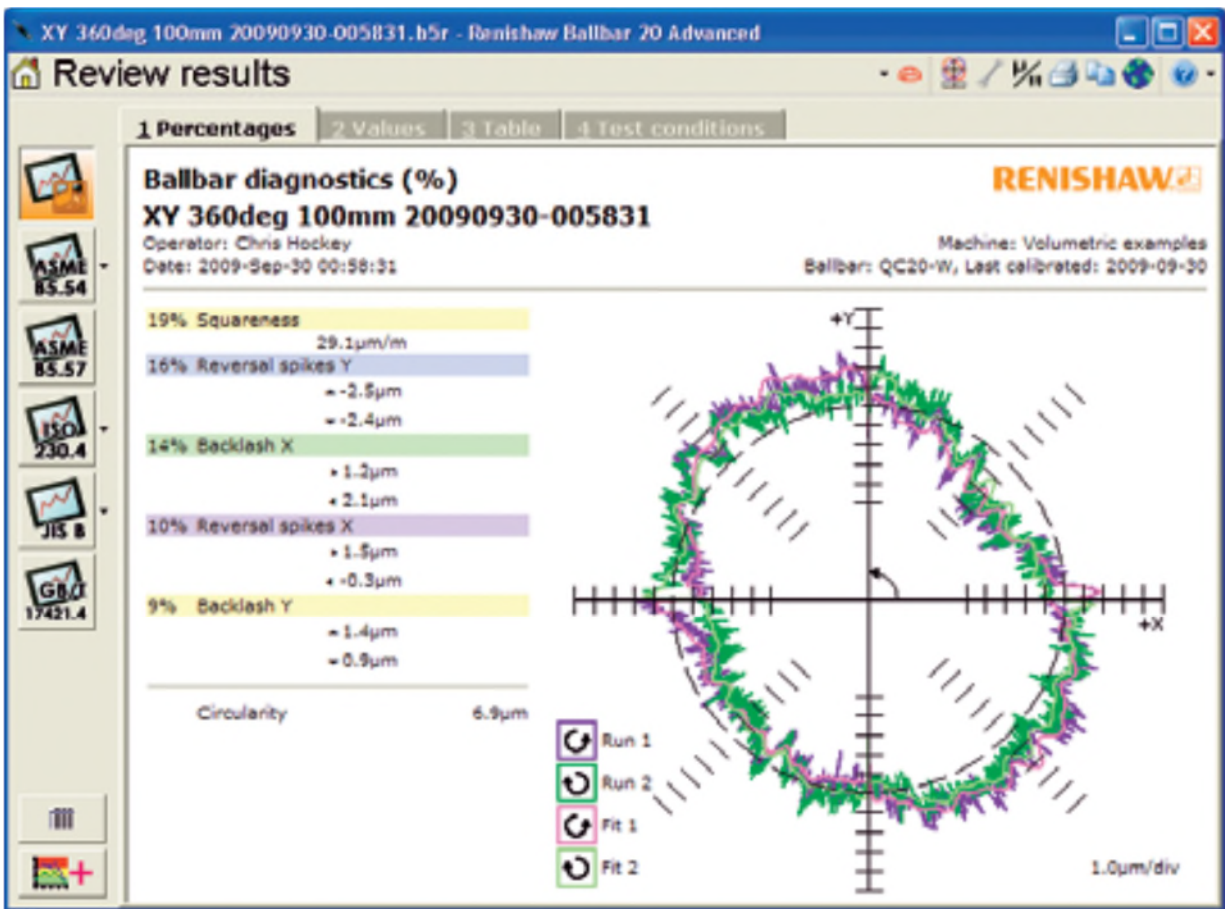 XY 360deg 100mm 20090930-005831.b5r - Renishaw Ballbar 20 Advanced
Review results
1 Percentages 2 Values 3 Table 4 Test conditions
Ballbar diagnostics (%)
RENISHAW
XY 360deg 100mm 20090930-005831
Operator: Chris Hockey
Machine: Volumetric examples
Date: 2009-Sep-30 00:58:31
Ballbar: QC20-W, Last calibrated: 2009-09-30
ASME
B5.54
ASME
B5.57
ISO
230.4
JIS B
GB/T
17421.4
19% Squareness
29.1µm/m
16% Reversal spikes Y
-2.5µm
-2.4µm
14% Backlash X
1.2µm
2.1µm
10% Reversal spikes X
1.5µm
-0.3µm
9% Backlash Y
1.4µm
0.9µm
Circularity 6.9µm
+Y
+X
Run 1
Run 2
Fit 1
Fit 2
1.0µm/div